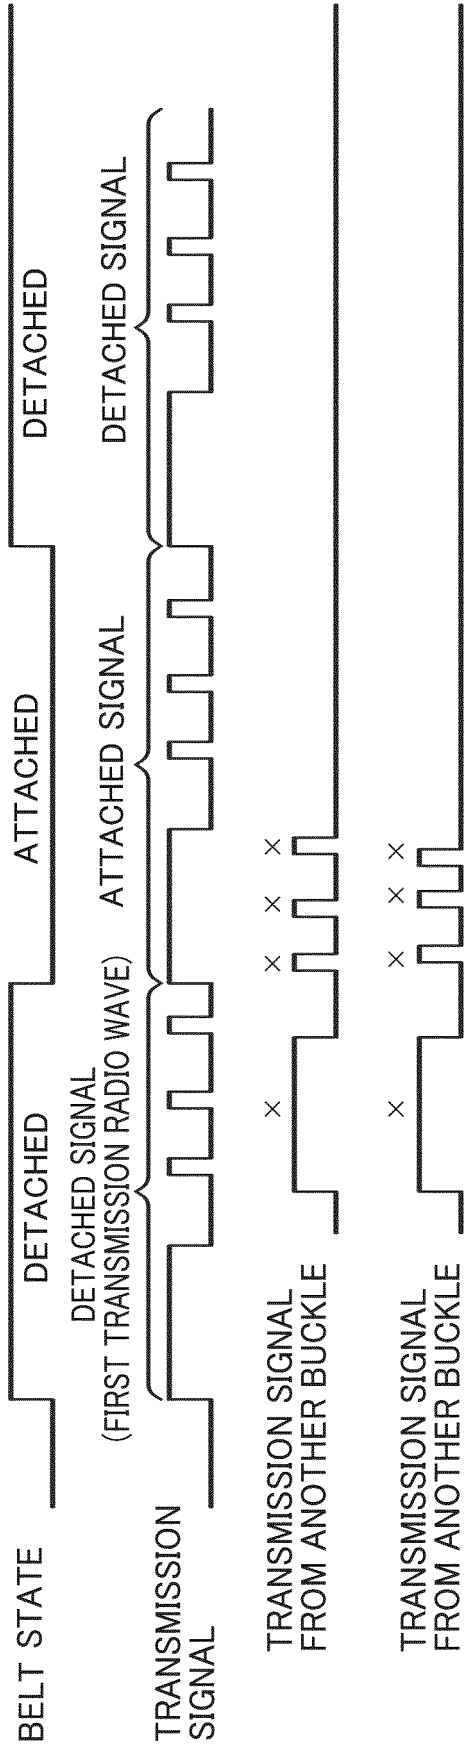 BELT STATE
DETACHED
ATTACHED
DETACHED
TRANSMISSION
SIGNAL
DETACHED SIGNAL
(FIRST TRANSMISSION RADIO WAVE)
ATTACHED SIGNAL
DETACHED SIGNAL
TRANSMISSION SIGNAL
FROM ANOTHER BUCKLE
× × × ×
TRANSMISSION SIGNAL
FROM ANOTHER BUCKLE
× × × ×